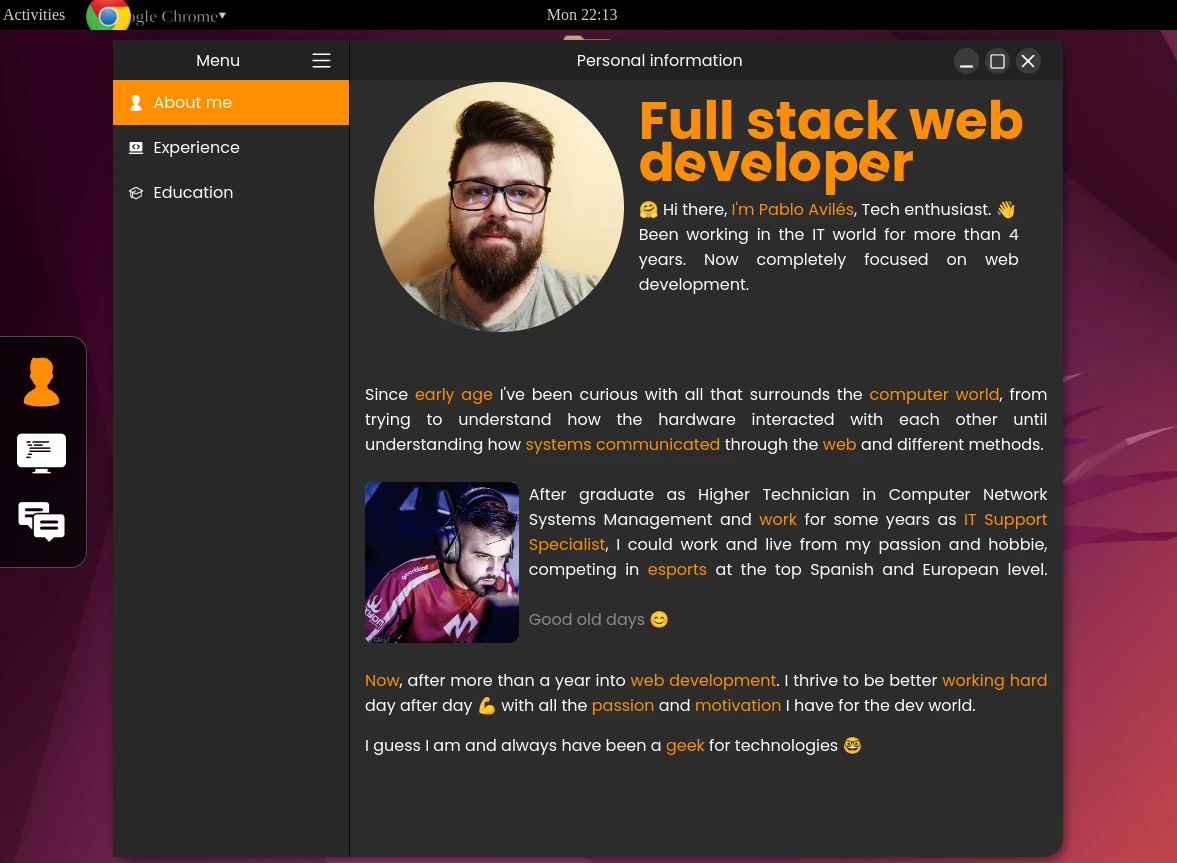 Activities
ogle Chrome▾
Mon 22:13
Menu
Personal information
About me
Experience
Education
Full stack web
developer
🤗 Hi there, I'm Pablo Avilés, Tech enthusiast. 👋
Been working in the IT world for more than 4
years. Now completely focused on web
development.
Since early age I've been curious with all that surrounds the computer world, from
trying to understand how the hardware interacted with each other until
understanding how systems communicated through the web and different methods.
After graduate as Higher Technician in Computer Network
Systems Management and work for some years as IT Support
Specialist, I could work and live from my passion and hobbie,
competing in esports at the top Spanish and European level.
Good old days 😊
Now, after more than a year into web development. I thrive to be better working hard
day after day 💪 with all the passion and motivation I have for the dev world.
I guess I am and always have been a geek for technologies 🤓